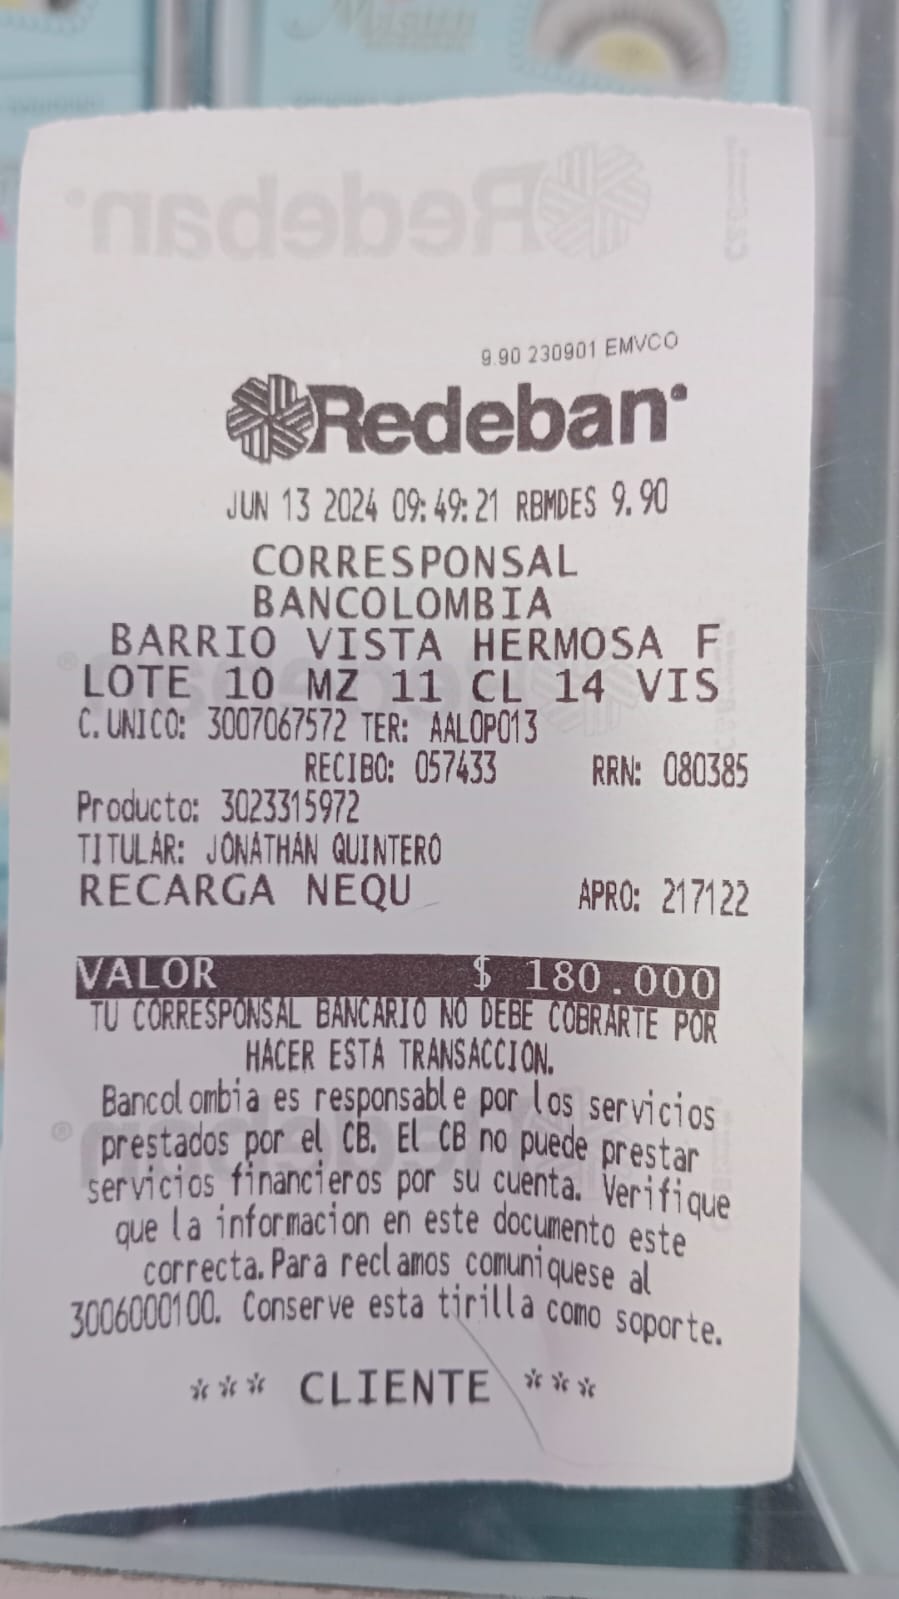 9.90 230901 EMVCO
Redeban
JUN 13 2024 09:49:21 RBMDES 9.90
CORRESPONSAL
BANCOLOMBIA
BARRIO VISTA HERMOSA F
LOTE 10 MZ 11 CL 14 VIS
C.UNICO: 3007067572 TER: AALOP013
RECIBO: 057433 RRN: 080385
Producto: 3023315972
TITULAR: JONATHAN QUINTERO
RECARGA NEQU APRO: 217122
VALOR $ 180.000
TU CORRESPONSAL BANCARIO NO DEBE COBRARTE POR
HACER ESTA TRANSACCION.
Bancolombia es responsable por los servicios
prestados por el CB. El CB no puede prestar
servicios financieros por su cuenta. Verifique
que la informacion en este documento este
correcta.Para reclamos comuniquese al
3006000100. Conserve esta tirilla como soporte.
*** CLIENTE ***